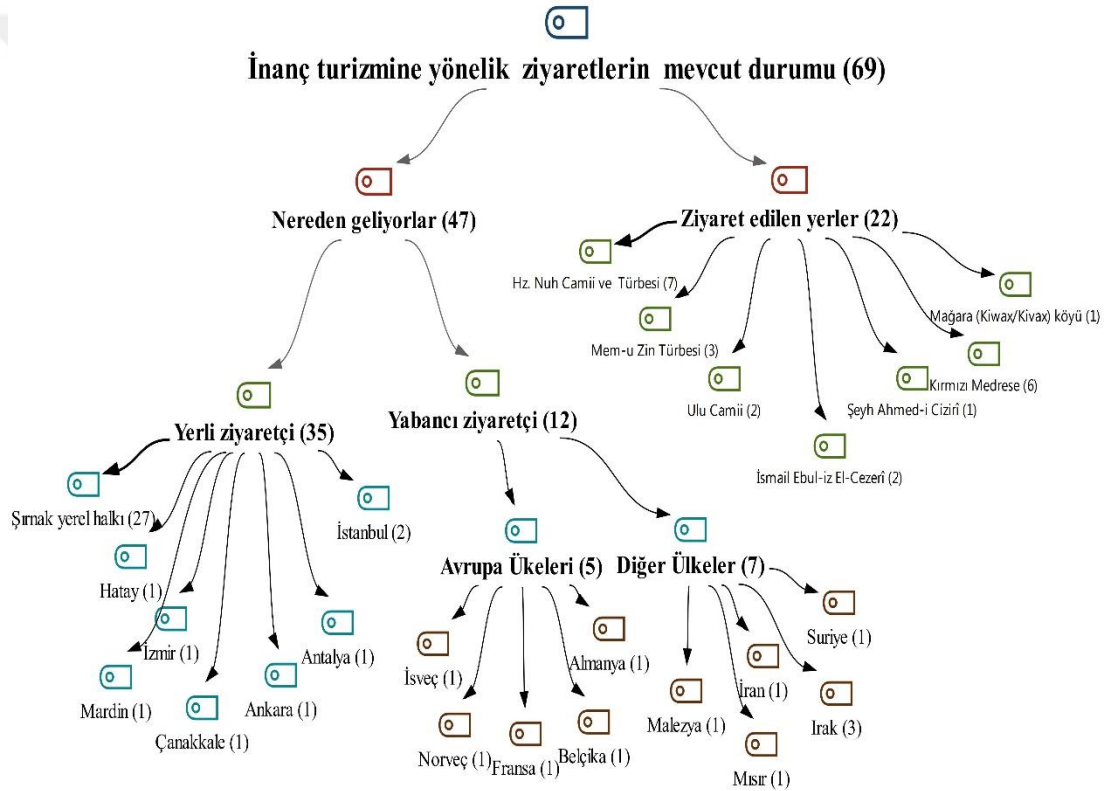 İnanç turizmine yönelik ziyaretlerin mevcut durumu (69)
Nereden geliyorlar (47)
Ziyaret edilen yerler (22)
Hz. Nuh Camii ve Türbesi (7)
Mağara (Kiwax/Kivax) köyü (1)
Mem-u Zin Türbesi (3)
Kırmızı Medrese (6)
Ulu Camii (2)
Şeyh Ahmed-i Cizirî (1)
İsmail Ebul-iz El-Cezerî (2)
Yerli ziyaretçi (35)
Yabancı ziyaretçi (12)
Şırnak yerel halkı (27)
İstanbul (2)
Hatay (1)
İzmir (1)
Antalya (1)
Mardin (1)
Ankara (1)
Çanakkale (1)
Avrupa Ükeleri (5)
Diğer Ülkeler (7)
İsveç (1)
Almanya (1)
Norveç (1)
Fransa (1)
Belçika (1)
Suriye (1)
İran (1)
Malezya (1)
Irak (3)
Mısır (1)